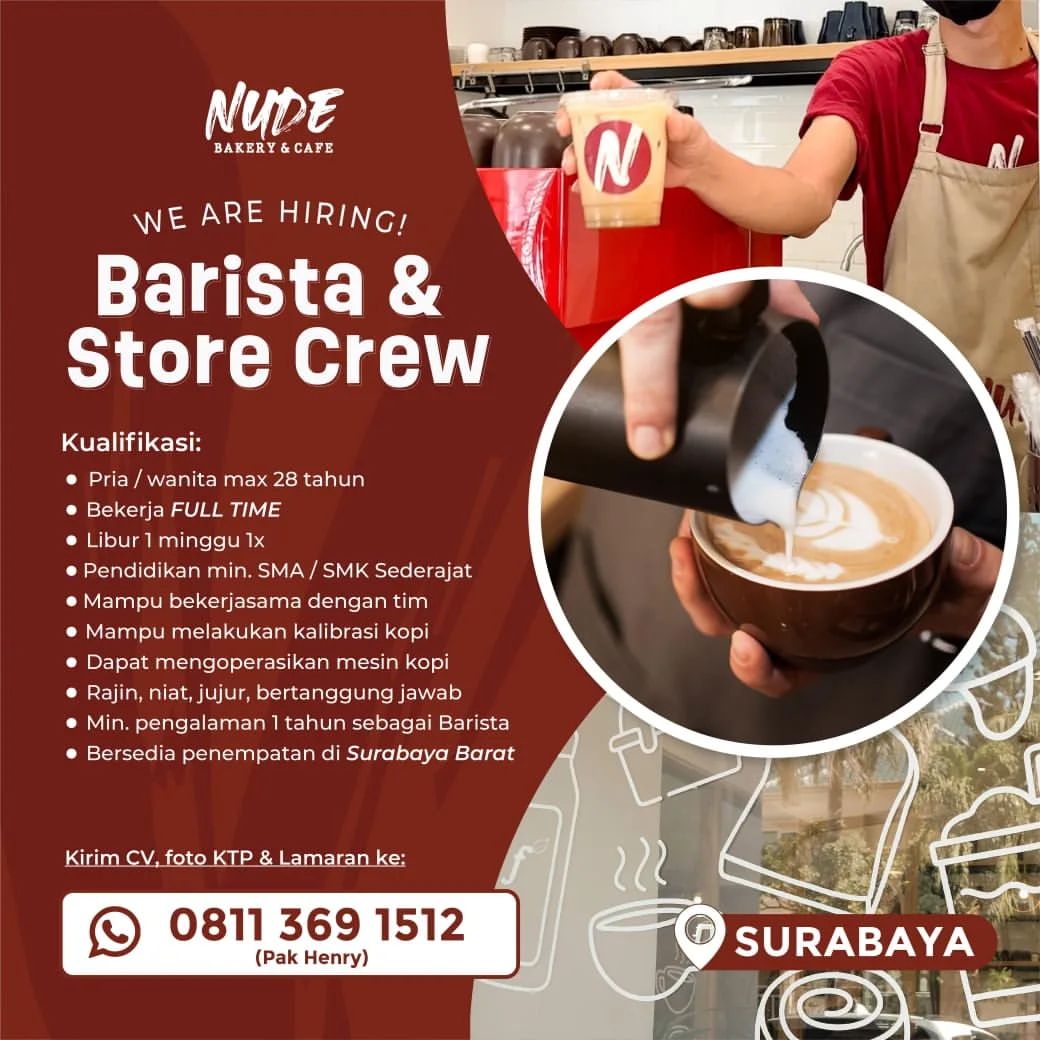 NUDE
BAKERY & CAFE
WE ARE HIRING!
Barista &
Store Crew
Kualifikasi:
Pria / wanita max 28 tahun
Bekerja FULL TIME
Libur 1 minggu 1x
Pendidikan min. SMA / SMK Sederajat
Mampu bekerjasama dengan tim
Mampu melakukan kalibrasi kopi
Dapat mengoperasikan mesin kopi
Rajin, niat, jujur, bertanggung jawab
Min. pengalaman 1 tahun sebagai Barista
Bersedia penempatan di Surabaya Barat
Kirim CV, foto KTP & Lamaran ke:
0811 369 1512
(Pak Henry)
N
SURABAYA